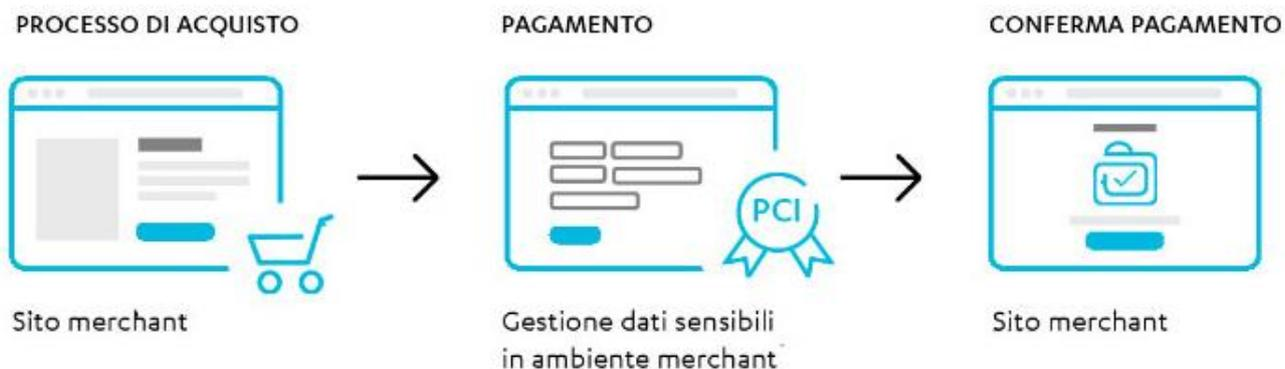 PROCESSO DI ACQUISTO
PAGAMENTO
CONFERMA PAGAMENTO
PCI
Sito merchant
Gestione dati sensibili
in ambiente merchant
Sito merchant